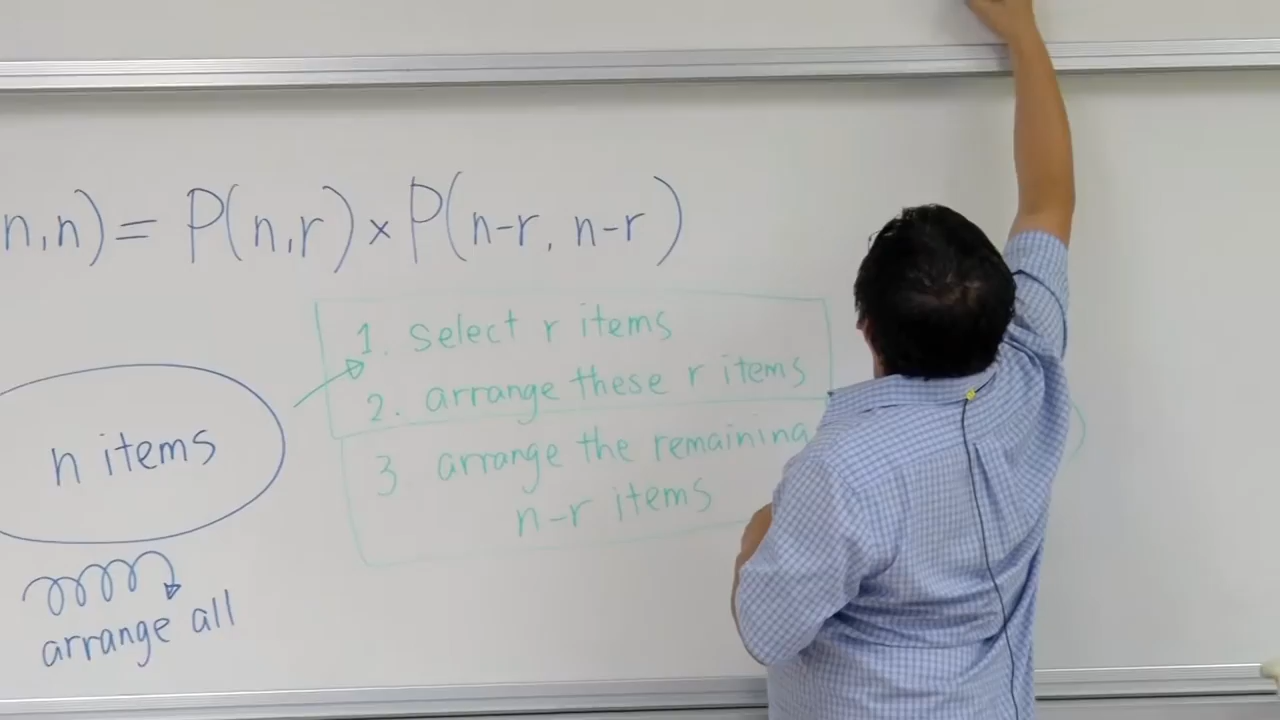 n,n) = P(n,r) × P(n-r, n-r)
1. select r items
2. arrange these r items
3 arrange the remaining
n-r items
n items
arrange all